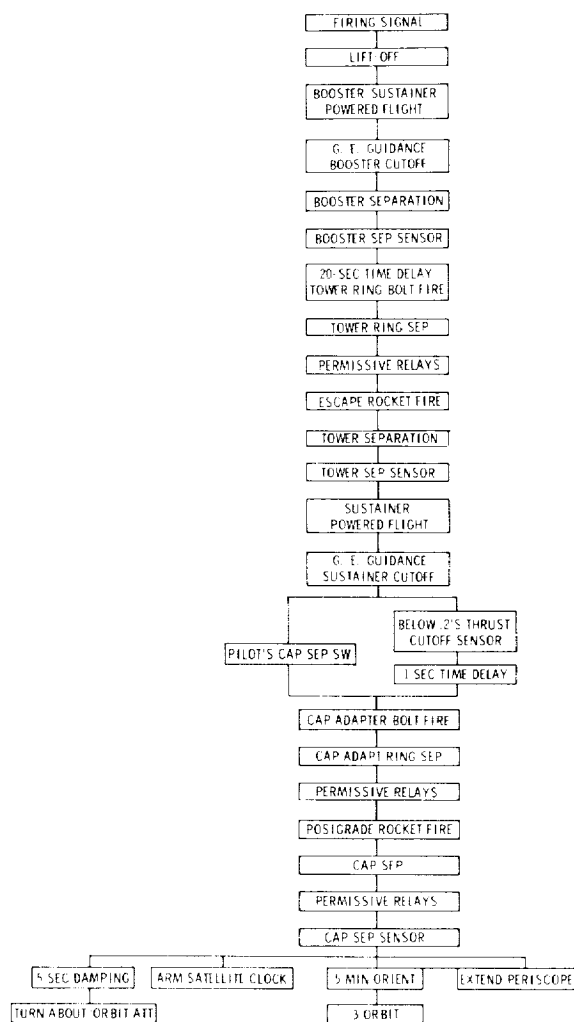 FIRING SIGNAL
LIFT-OFF
BOOSTER SUSTAINER
POWERED FLIGHT
G. E. GUIDANCE
BOOSTER CUTOFF
BOOSTER SEPARATION
BOOSTER SEP SENSOR
20-SEC TIME DELAY
TOWER RING BOLT FIRE
TOWER RING SEP
PERMISSIVE RELAYS
ESCAPE ROCKET FIRE
TOWER SEPARATION
TOWER SEP SENSOR
SUSTAINER
POWERED FLIGHT
G. E. GUIDANCE
SUSTAINER CUTOFF
PILOT'S CAP SEP SW
BELOW .2'S THRUST
CUTOFF SENSOR
1 SEC TIME DELAY
CAP ADAPTER BOLT FIRE
CAP ADAPT RING SEP
PERMISSIVE RELAYS
POSIGRADE ROCKET FIRE
CAP SEP
PERMISSIVE RELAYS
CAP SEP SENSOR
5 SEC DAMPING
ARM SATELLITE CLOCK
5 MIN ORIENT
EXTEND PERISCOPE
TURN ABOUT ORBIT ATT
3 ORBIT